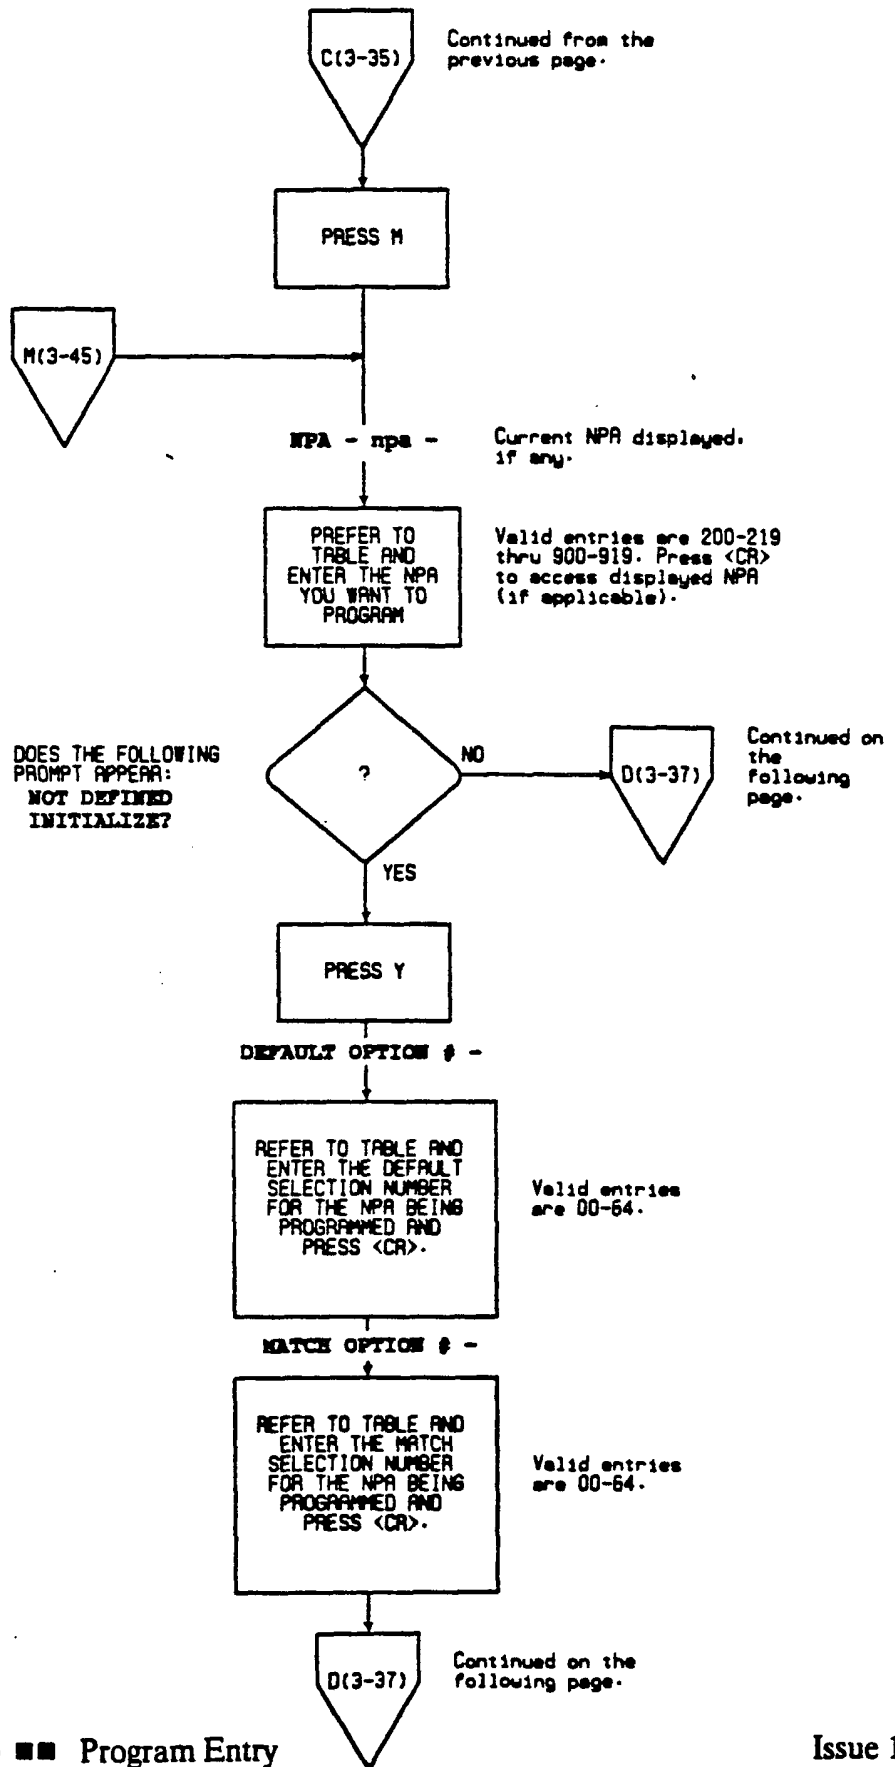 C(3-35)
Continued from the
previous page.
PRESS M
M(3-45)
NPA - npa -
Current NPA displayed,
if any.
PREFER TO
TABLE AND
ENTER THE NPA
YOU WANT TO
PROGRAM
Valid entries are 200-219
thru 900-919. Press <CR>
to access displayed NPA
(if applicable).
DOES THE FOLLOWING
PROMPT APPEAR:
NOT DEFINED
INITIALIZE?
?
NO
D(3-37)
Continued on
the
following
page.
YES
PRESS Y
DEFAULT OPTION # -
REFER TO TABLE AND
ENTER THE DEFAULT
SELECTION NUMBER
FOR THE NPA BEING
PROGRAMMED AND
PRESS <CR>.
Valid entries
are 00-64.
MATCH OPTION # -
REFER TO TABLE AND
ENTER THE MATCH
SELECTION NUMBER
FOR THE NPA BEING
PROGRAMMED AND
PRESS <CR>.
Valid entries
are 00-64.
D(3-37)
Continued on the
following page.
■■ Program Entry
Issue 1